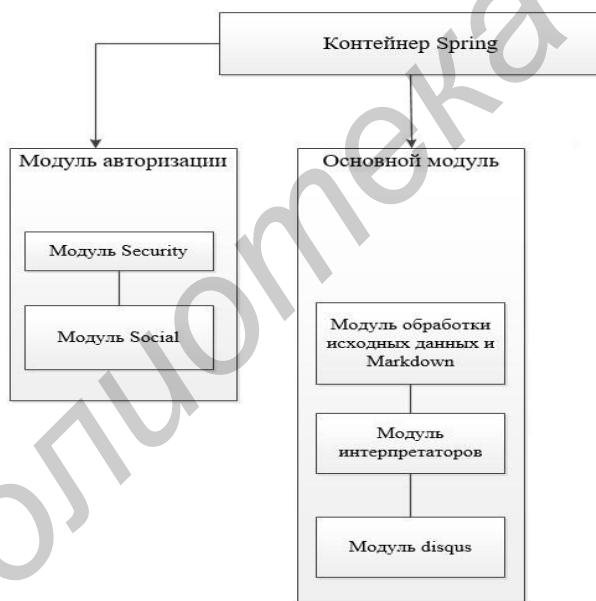 Контейнер Spring
Модуль авторизации
Модуль Security
Модуль Social
Основной модуль
Модуль обработки
исходных данных и
Markdown
Модуль
интерпретаторов
Модуль disqus
лиотека